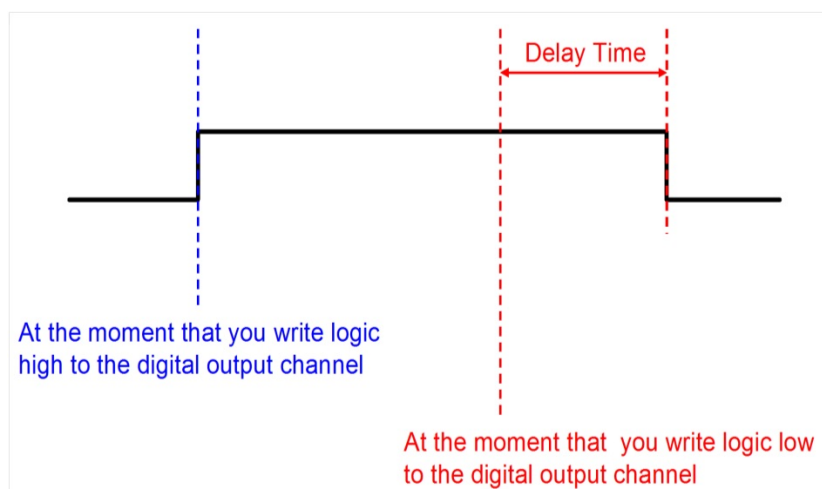 Delay Time
At the moment that you write logic
high to the digital output channel
At the moment that  you write logic low
to the digital output channel